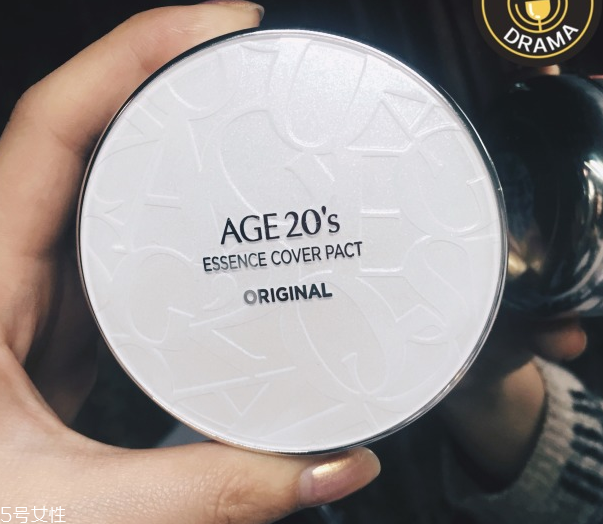 DRAMA
AGE 20's
ESSENCE COVER PACT
ORIGINAL
5号女性